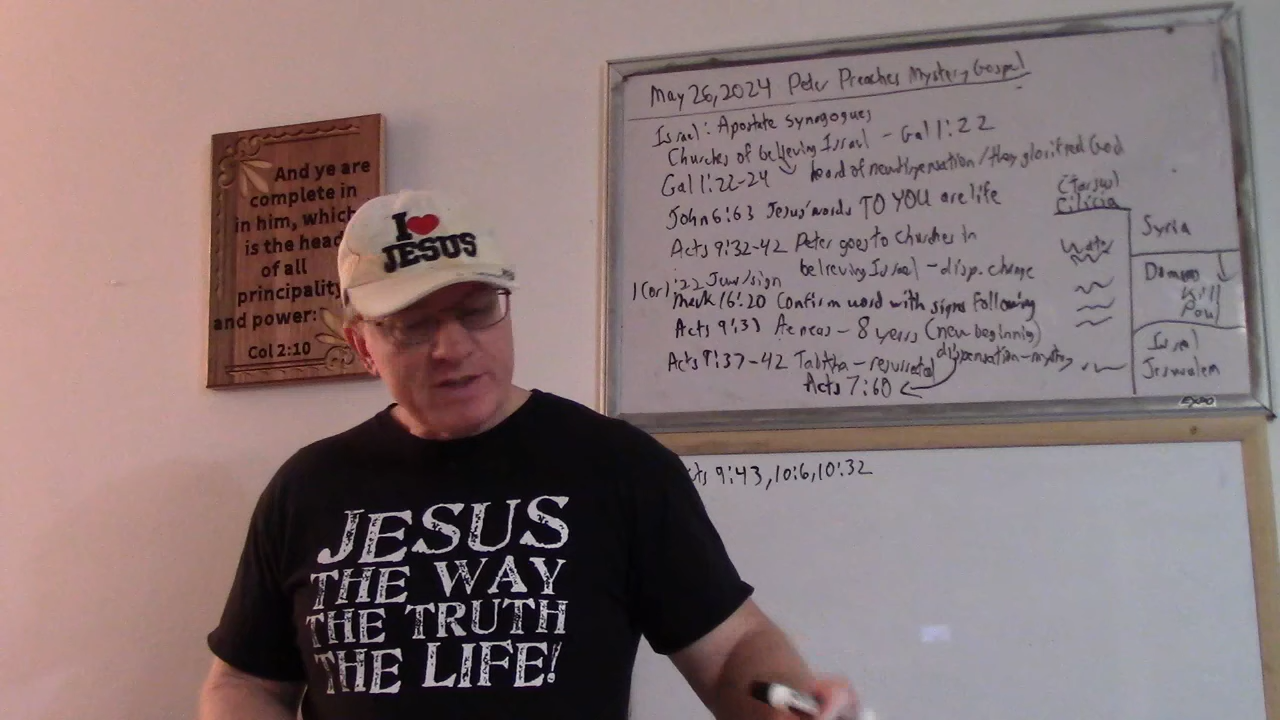 And ye are
complete in
in him, which
is the head
of all
principality
and power:
Col 2:10
I
JESUS
JESUS
THE WAY
THE TRUTH
THE LIFE!
May 26, 2024 Peter Preaches Mystery Gospel
Israel: Apostate synagogues
Churches of believing Israel - Gal 1:22
Gal 1:22-24 heard of new dispensation / they glorified God
John 6:63 Jesus' words TO YOU are life
Acts 9:32-42 Peter goes to churches in
believing Israel - disp. change
1 Cor 1:22 Jews/sign
Mark 16:20 Confirm word with signs following
Acts 9:33 Aeneas - 8 years (new beginning)
dispensation-mystery
Acts 9:37-42 Tabitha - resurrected
Acts 7:60
(Tarsus)
Cilicia
Syria
Water
Kill
Paul
Israel
Jerusalem
EXPO
9:43, 10:6, 10:32